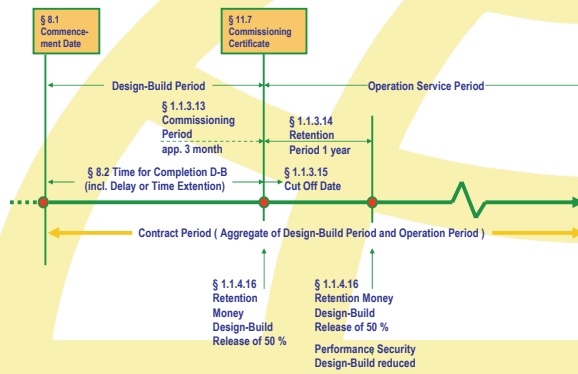 § 8.1
Commence-
ment Date
§ 11.7
Commissioning
Certificate
Design-Build Period
Operation Service Period
§ 1.1.3.13
Commissioning
Period
app. 3 month
§ 1.1.3.14
Retention
Period 1 year
§ 8.2 Time for Completion D-B
(incl. Delay or Time Extention)
§ 1.1.3.15
Cut Off Date
Contract Period ( Aggregate of Design-Build Period and Operation Period )
§ 1.1.4.16
Retention
Money
Design-Build
Release of 50 %
§ 1.1.4.16
Retention Money
Design-Build
Release of 50 %
Performance Security
Design-Build reduced